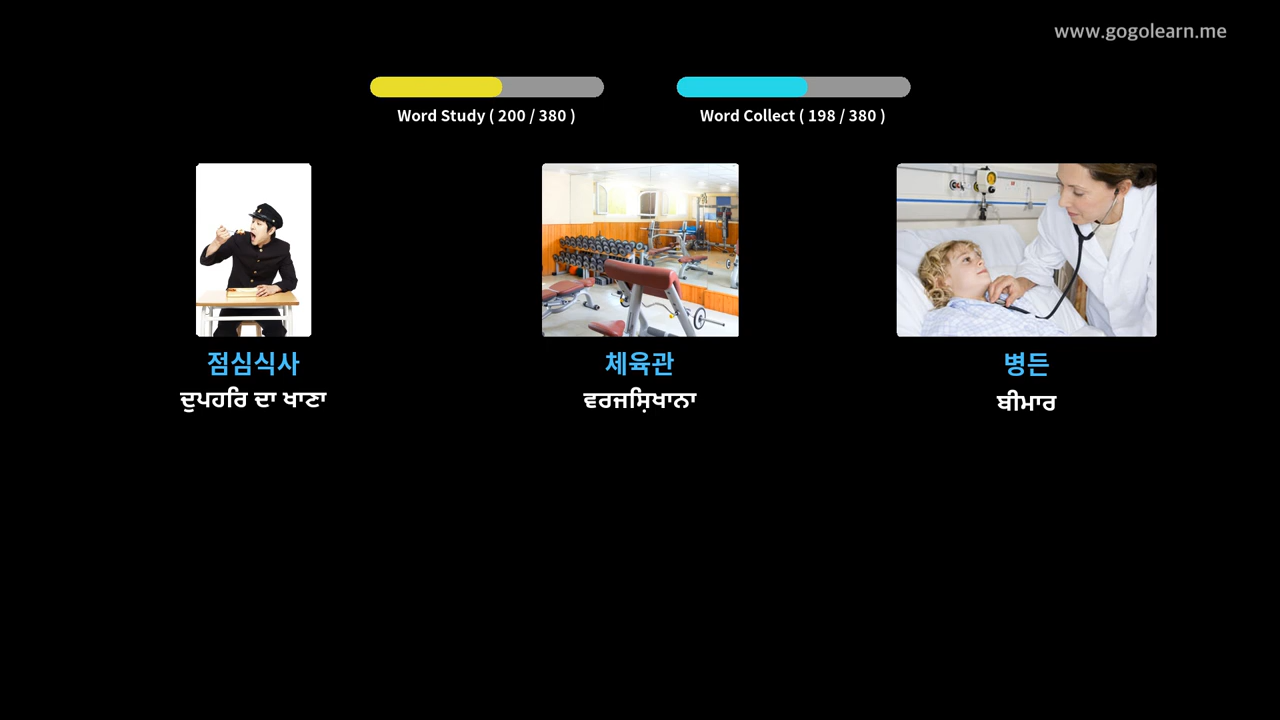 www.gogolearn.me
Word Study ( 200 / 380 )
Word Collect ( 198 / 380 )
점심식사
체육관
병든
ਦੁਪਹਰਿ ਦਾ ਖਾਣਾ
ਵਰਜਸ਼ਿਖਾਨਾ
ਬੀਮਾਰ